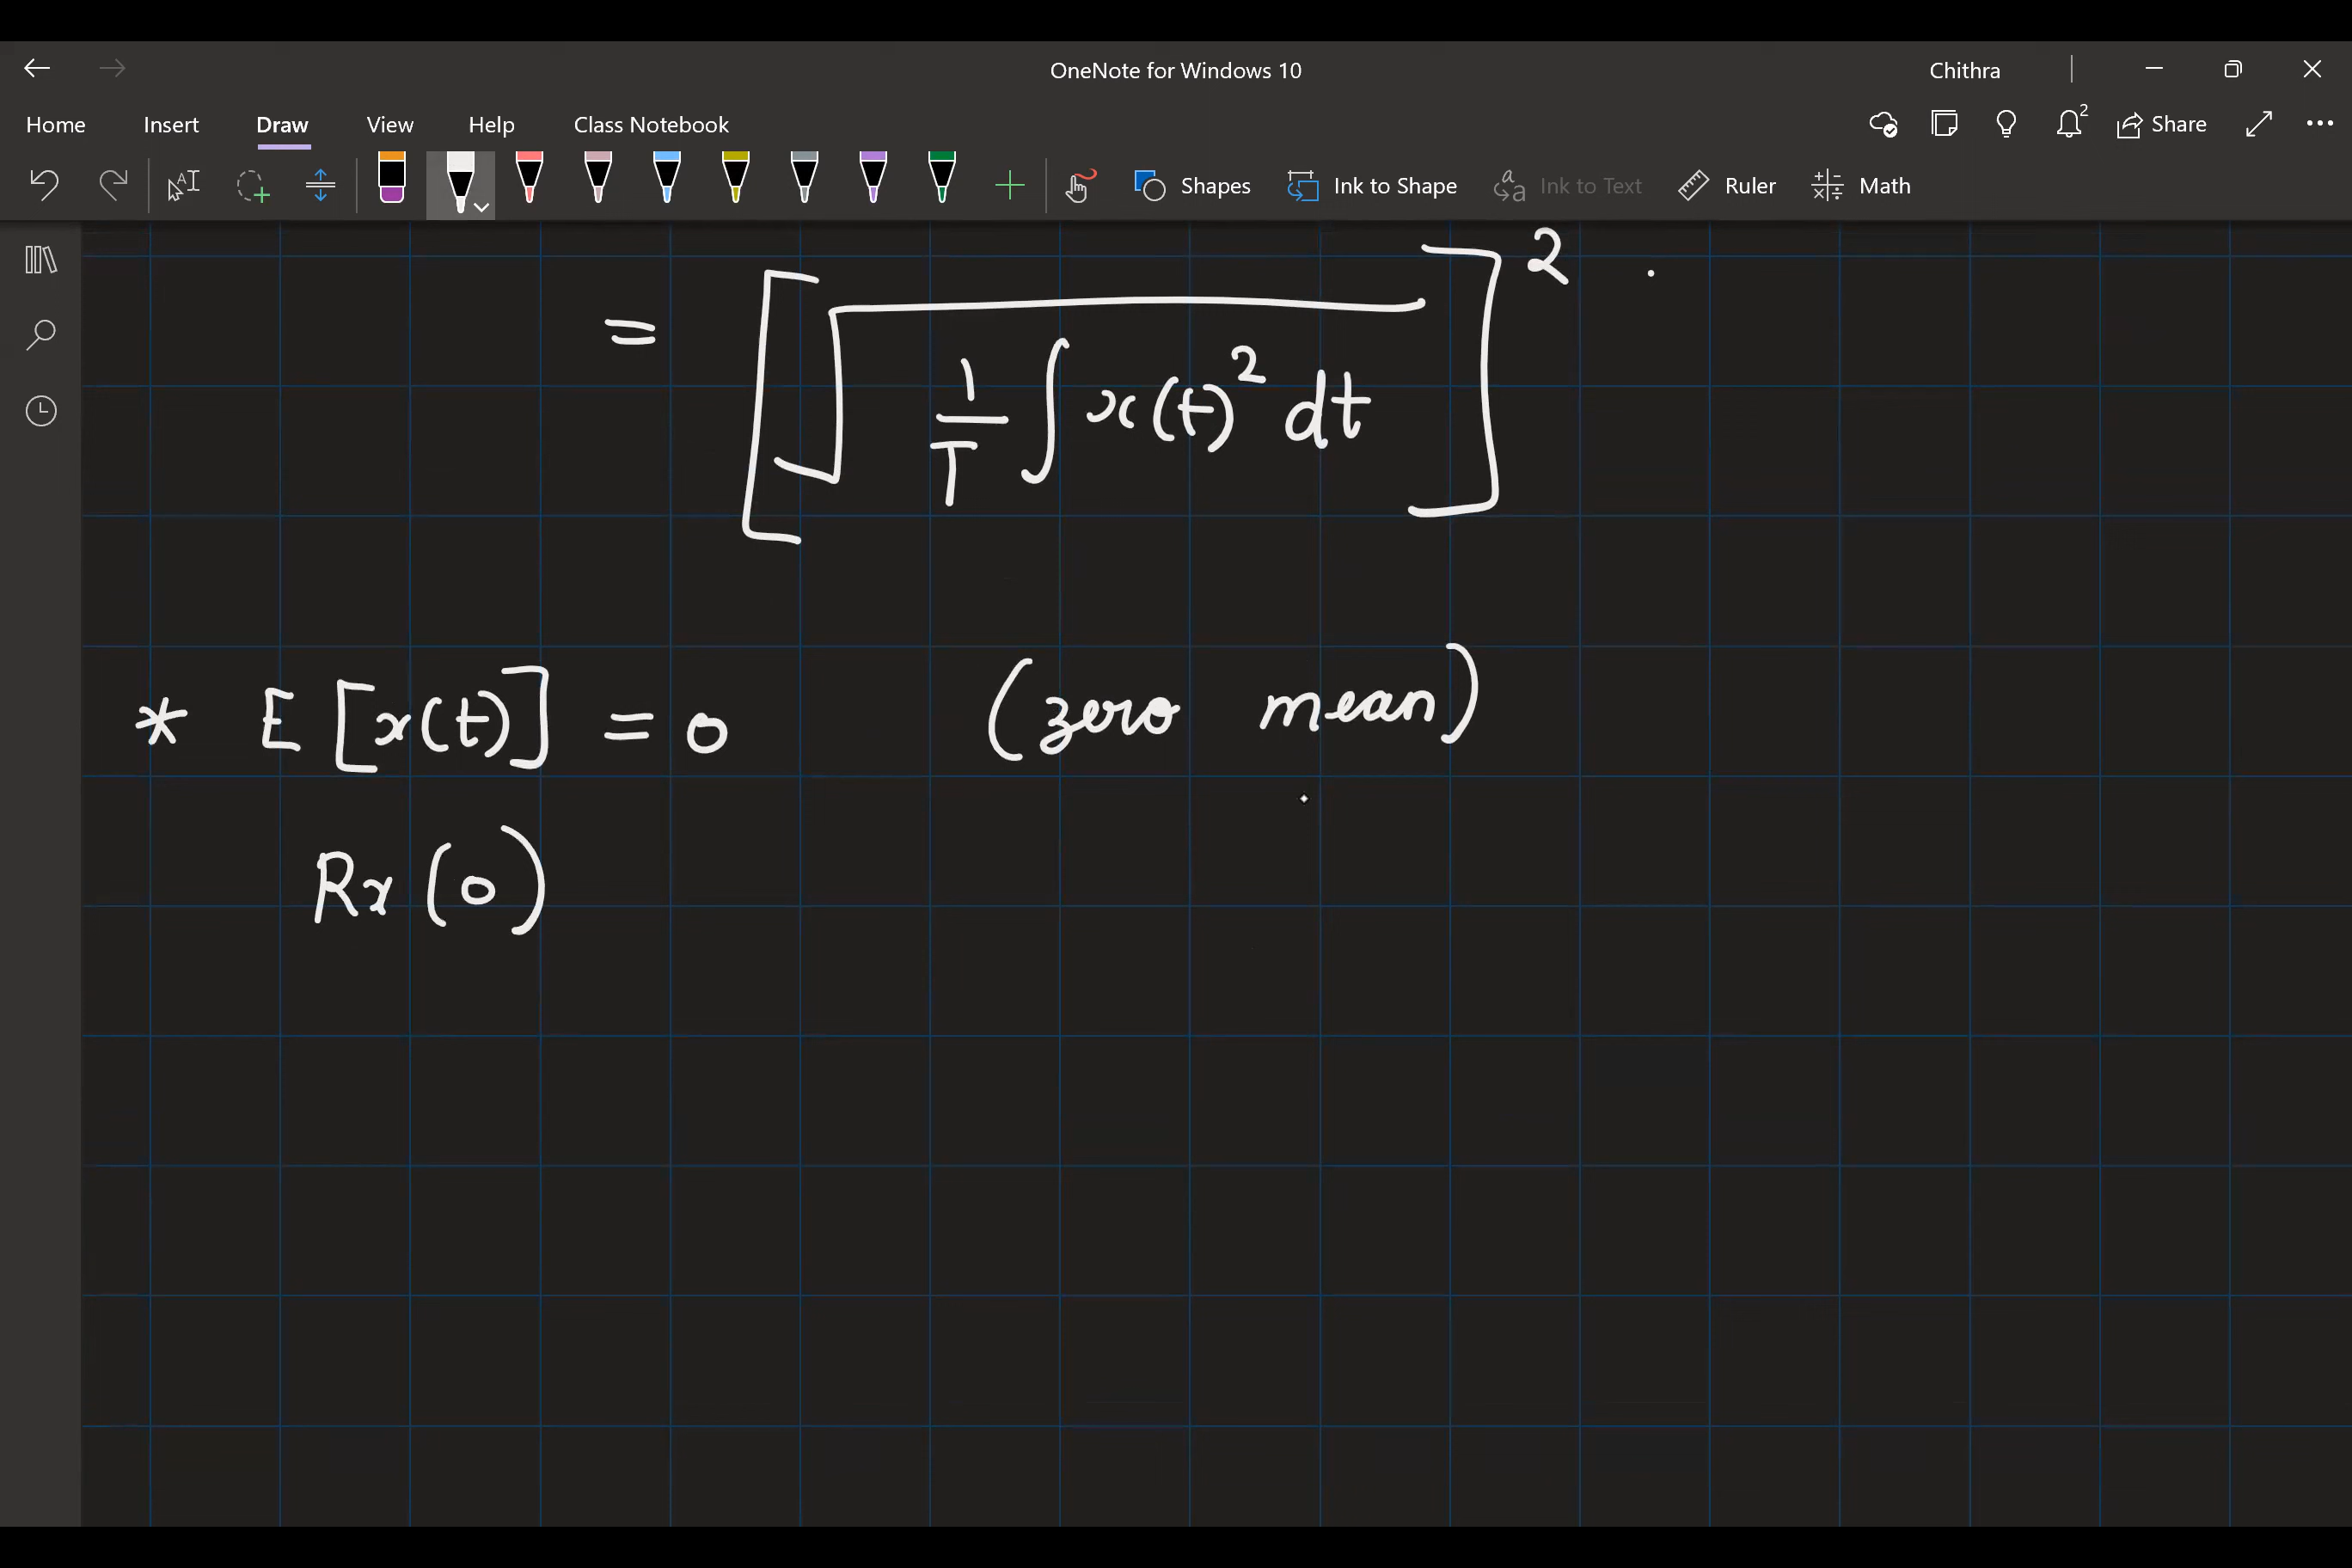 OneNote for Windows 10 Chithra
Home Insert Draw View Help Class Notebook 2 Share
Shapes Ink to Shape Ink to Text Ruler Math
= [√(1/T ∫ x(t)² dt)]² .
* E[x(t)] = 0 (zero mean)
Rx(0)